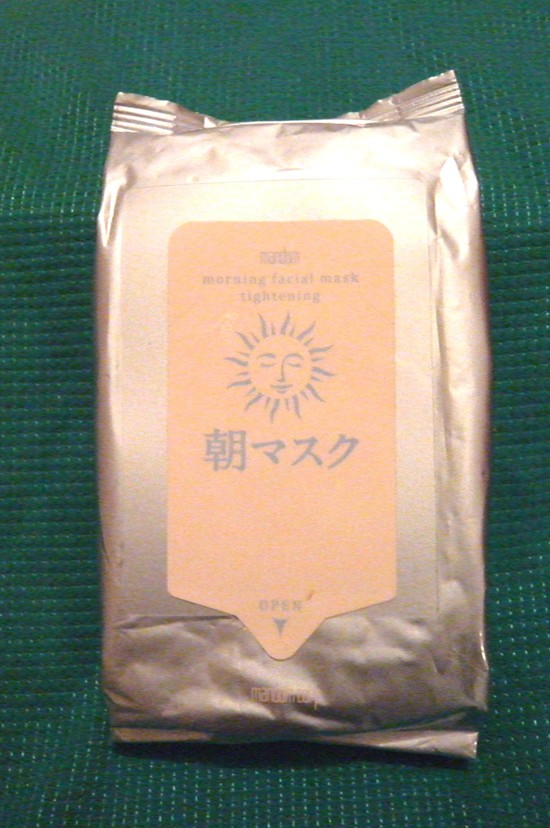 morning facial mask
tightening
朝マスク
OPEN